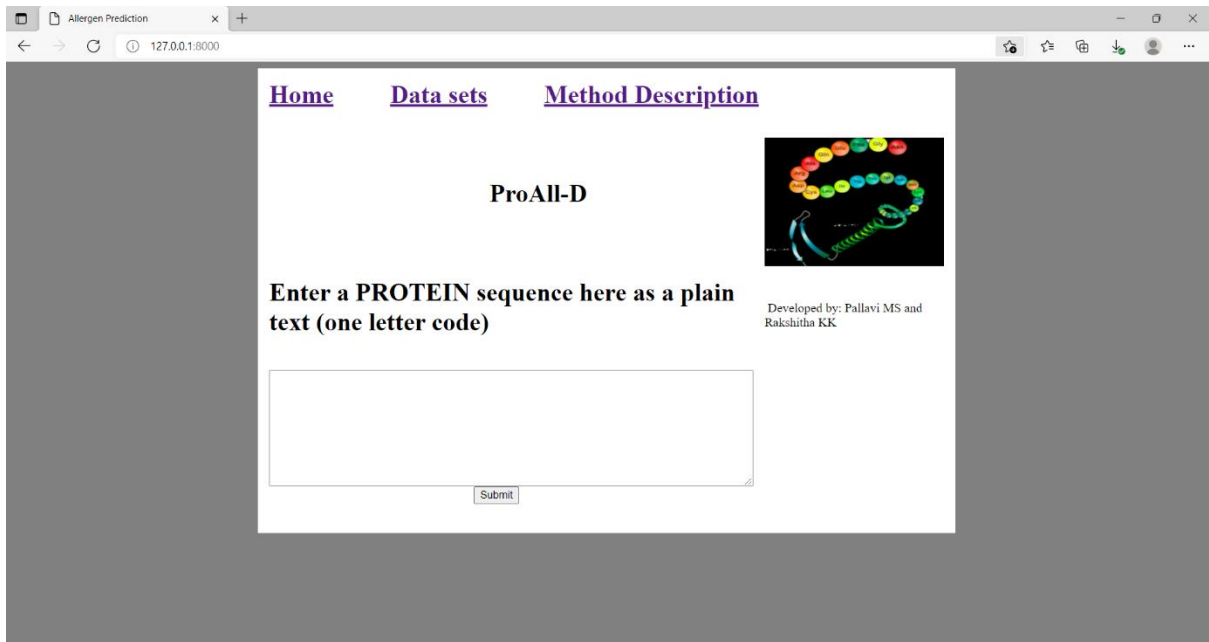 Allergen Prediction
127.0.0.1:8000
Home Data sets Method Description
ProAll-D
Enter a PROTEIN sequence here as a plain
text (one letter code)
Developed by: Pallavi MS and
Rakshitha KK
Submit